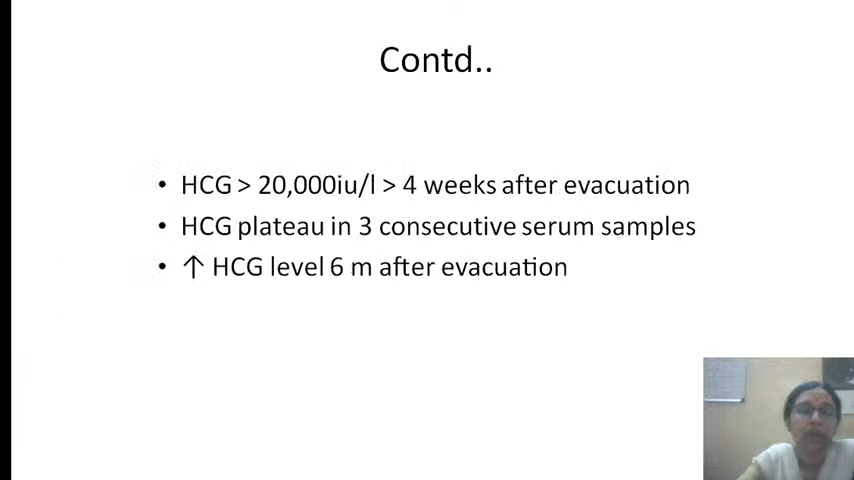 Contd..
• HCG > 20,000iu/l > 4 weeks after evacuation
• HCG plateau in 3 consecutive serum samples
• ↑ HCG level 6 m after evacuation